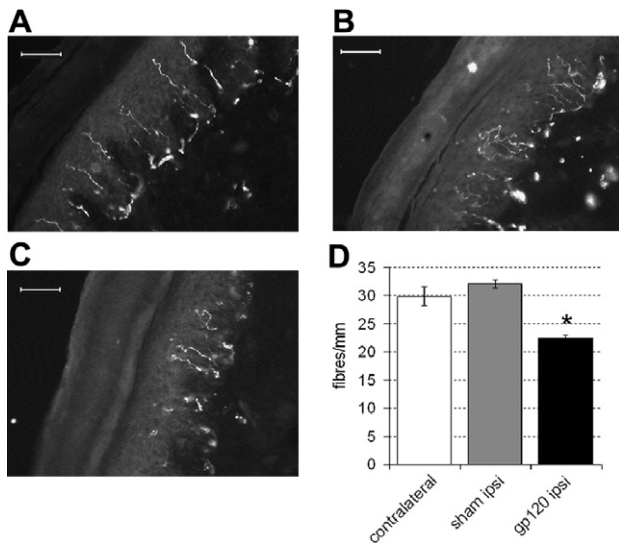 A
B
C
D
35
30
25
20
15
10
5
0
fibres/mm
*
contralateral
sham ipsi
gp120 ipsi